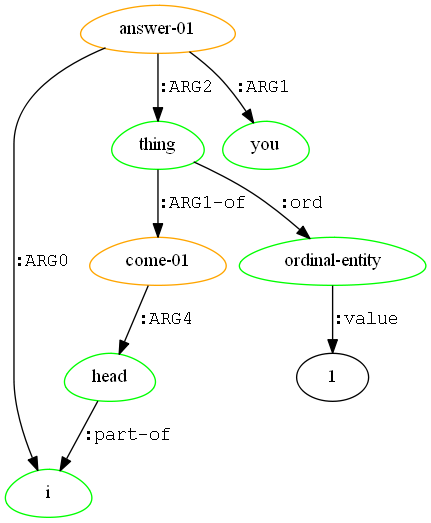 answer-01
:ARG2
:ARG1
thing
you
:ARG1-of
:ord
:ARG0
come-01
ordinal-entity
:ARG4
:value
head
1
:part-of
i